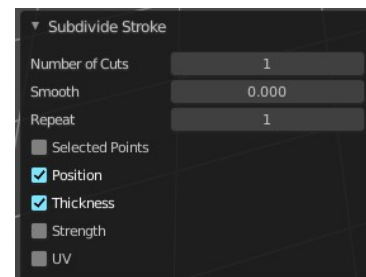 Subdivide Stroke
Number of Cuts 1
Smooth 0.000
Repeat 1
Selected Points
Position
Thickness
Strength
UV